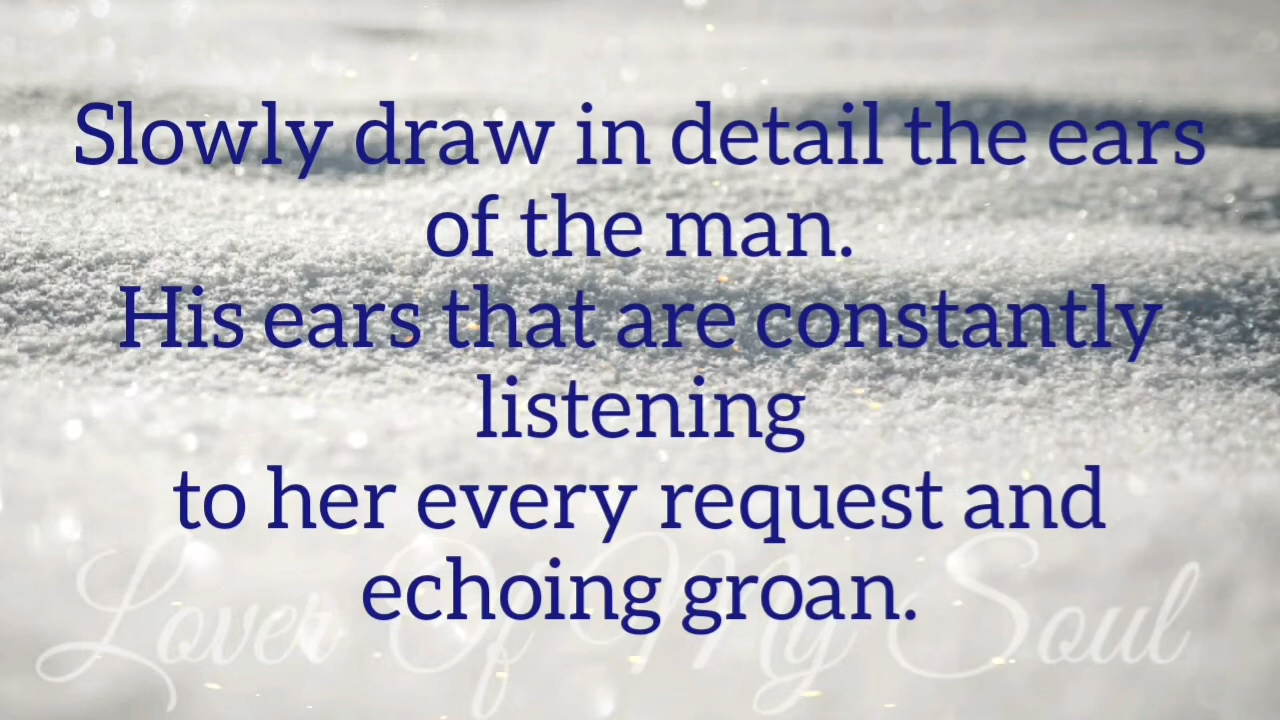 Slowly draw in detail the ears
of the man.
His ears that are constantly
listening
to her every request and
echoing groan.
Lover Of My Soul